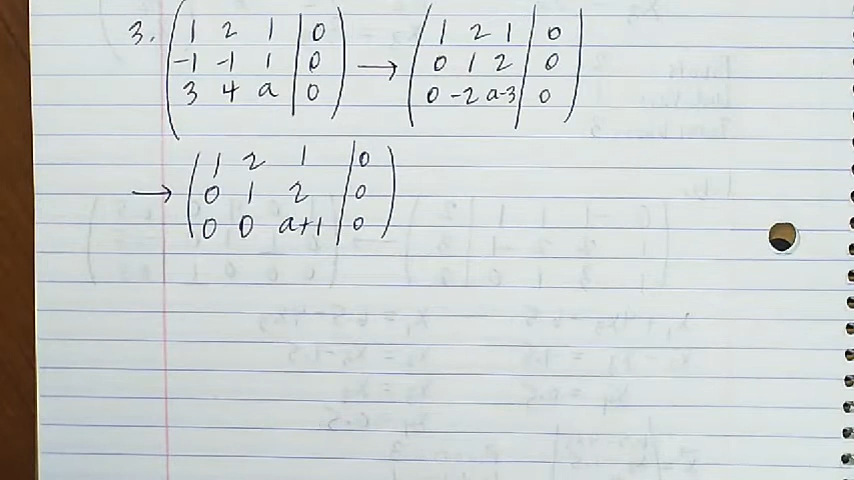 3. ( 1 2 1 | 0 ) → ( 1 2 1 | 0 )
( -1 -1 1 | 0 ) ( 0 1 2 | 0 )
( 3 4 a | 0 ) ( 0 -2 a-3 | 0 )
→ ( 1 2 1 | 0 )
( 0 1 2 | 0 )
( 0 0 a+1 | 0 )